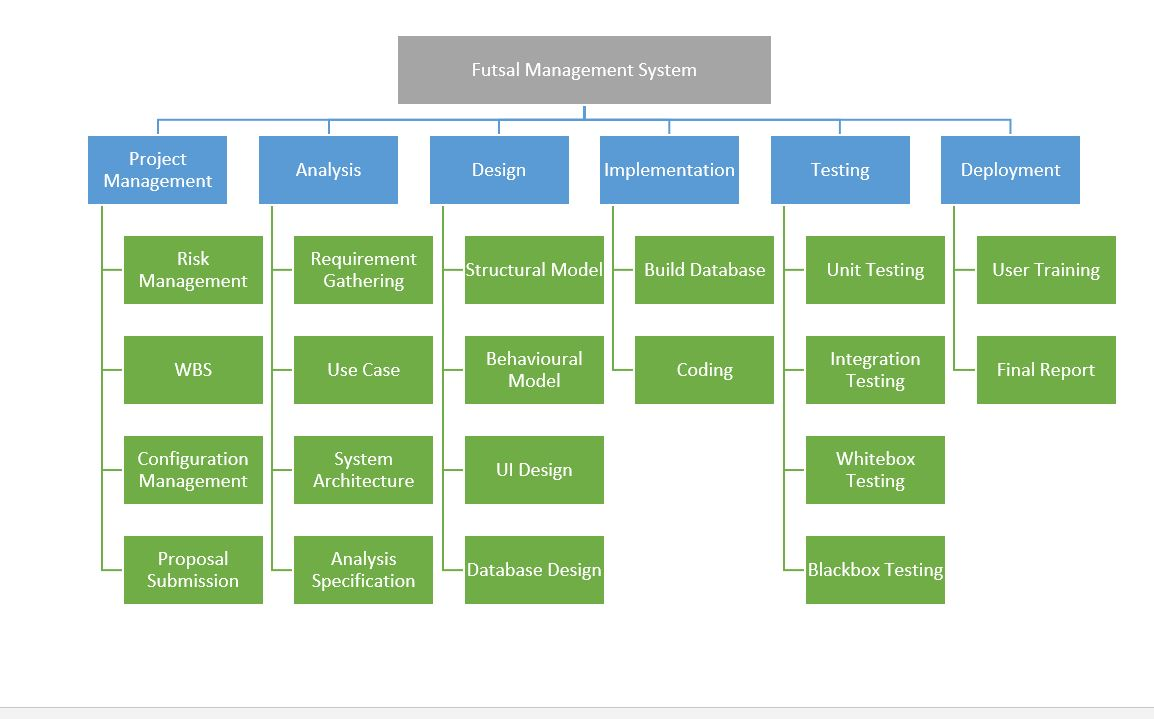 Futsal Management System
Project
Management
Analysis
Design
Implementation
Testing
Deployment
Risk
Management
Requirement
Gathering
Structural Model
Build Database
Unit Testing
User Training
WBS
Use Case
Behavioural
Model
Coding
Integration
Testing
Final Report
Configuration
Management
System
Architecture
UI Design
Whitebox
Testing
Proposal
Submission
Analysis
Specification
Database Design
Blackbox Testing